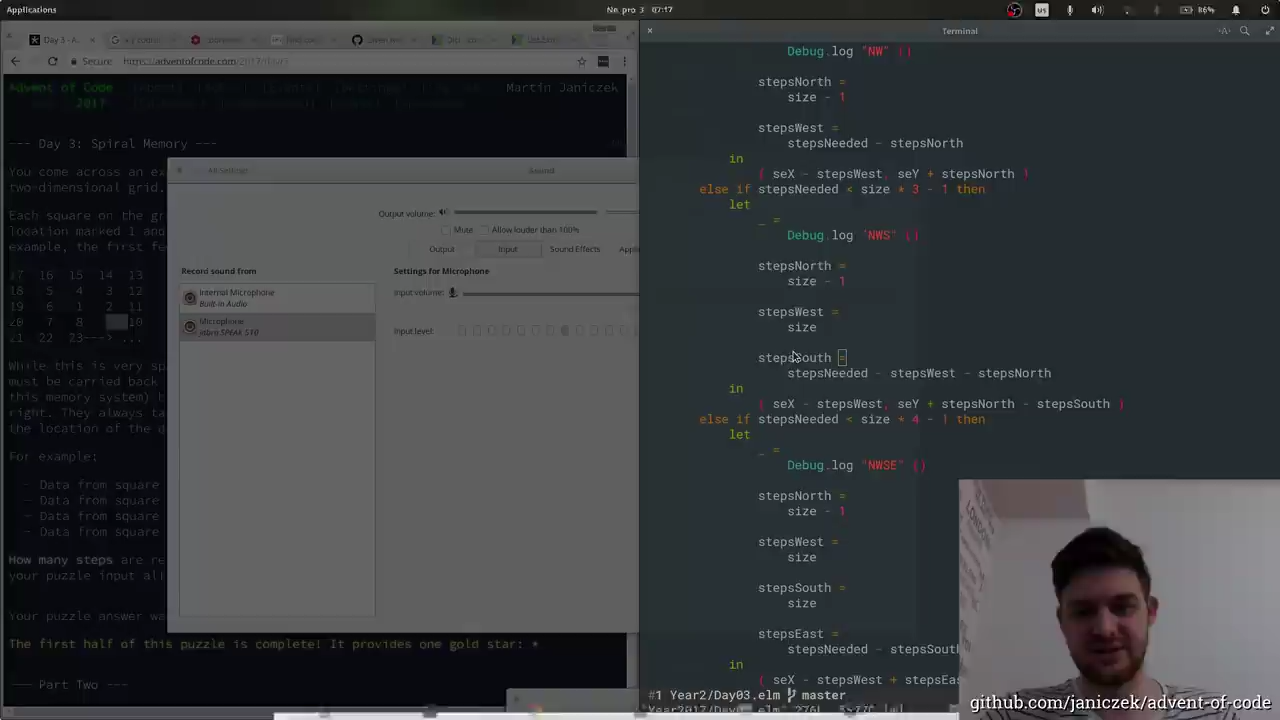 Applications
Ne, pro 3 07:17
86%
Day 3 - A
Secure
https://adventofcode.com/2017/day/3
Terminal
Advent of Code
Martin Janiczek
2017
--- Day 3: Spiral Memory ---
You come across an ex
two-dimensional grid.
Each square on the gr
location marked 1 and
example, the first fe
17 16 15 14 13
18 5 4 3 12
19 6 1 2 11
20 7 8 10
21 22 23---> ...
While this is very sp
must be carried back
this memory system) b
right. They always ta
the location of the d
For example:
- Data from square
- Data from square
- Data from square
- Data from square
How many steps are re
your puzzle input all
Your puzzle answer wa
The first half of this puzzle is complete! It provides one gold star: *
--- Part Two ---
All Settings
Sound
Output volume:
Mute
Allow louder than 100%
Output
Input
Sound Effects
Appli
Record sound from
Settings for Microphone
Internal Microphone
Built-in Audio
Microphone
Jabra SPEAK 510
Input volume:
Input level:
Debug.log "NW" ()
stepsNorth =
size - 1
stepsWest =
stepsNeeded - stepsNorth
in
( seX - stepsWest, seY + stepsNorth )
else if stepsNeeded < size * 3 - 1 then
let
_ =
Debug.log "NWS" ()
stepsNorth =
size - 1
stepsWest =
size
stepsSouth =
stepsNeeded - stepsWest - stepsNorth
in
( seX - stepsWest, seY + stepsNorth - stepsSouth )
else if stepsNeeded < size * 4 - 1 then
let
_ =
Debug.log "NWSE" ()
stepsNorth =
size - 1
stepsWest =
size
stepsSouth =
size
stepsEast =
stepsNeeded - stepsSouth
in
( seX - stepsWest + stepsEas
#1 Year2/Day03.elm master
github.com/janiczek/advent-of-code